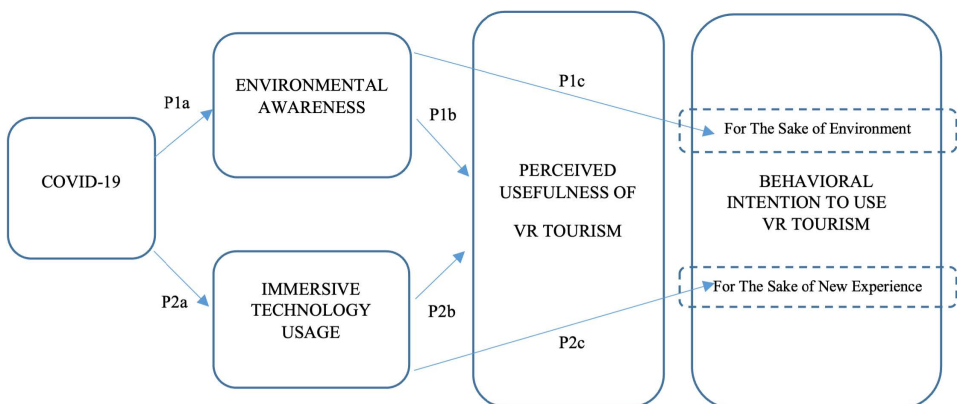 COVID-19
P1a
P2a
ENVIRONMENTAL
AWARENESS
IMMERSIVE
TECHNOLOGY
USAGE
P1b
P2b
P1c
P2c
PERCEIVED
USEFULNESS OF
VR TOURISM
For The Sake of Environment
BEHAVIORAL
INTENTION TO USE
VR TOURISM
For The Sake of New Experience